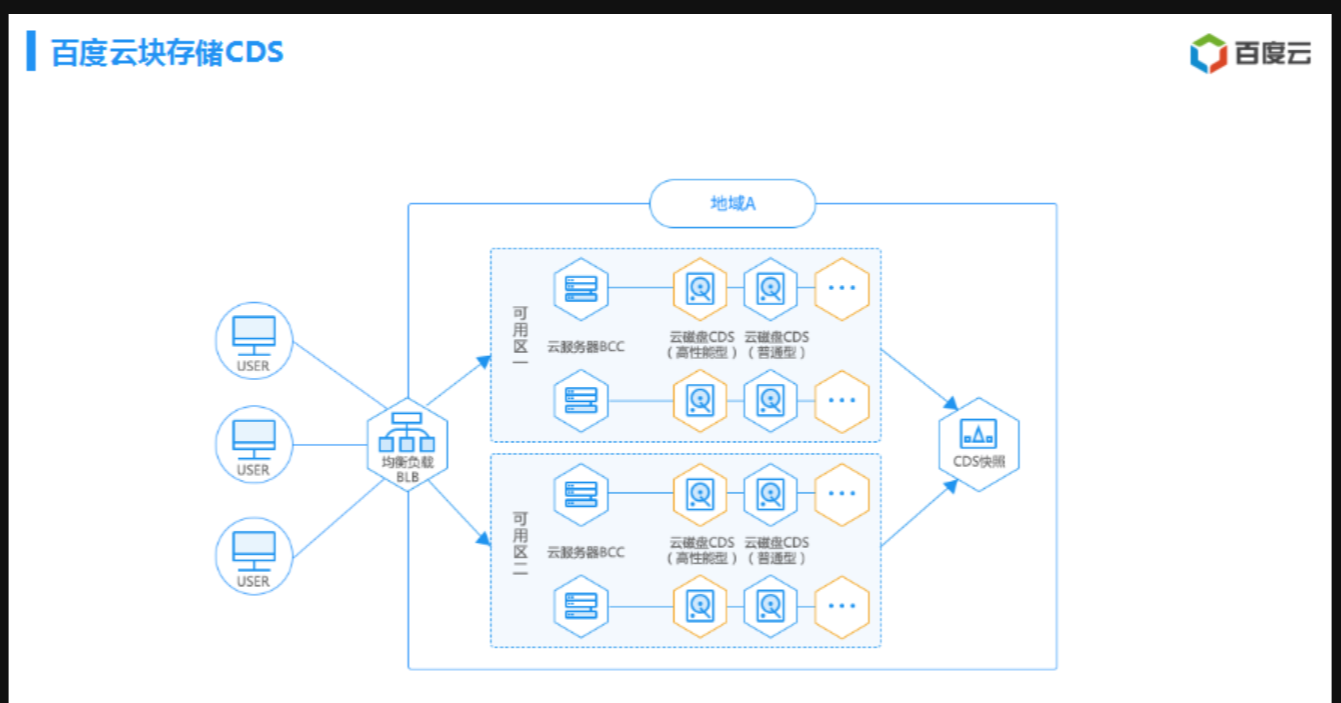 百度云块存储CDS
百度云
地域A
USER
USER
USER
均衡负载
BLB
可用区一
云服务器BCC
云磁盘CDS
(高性能型)
云磁盘CDS
(普通型)
可用区二
云服务器BCC
云磁盘CDS
(高性能型)
云磁盘CDS
(普通型)
CDS快照